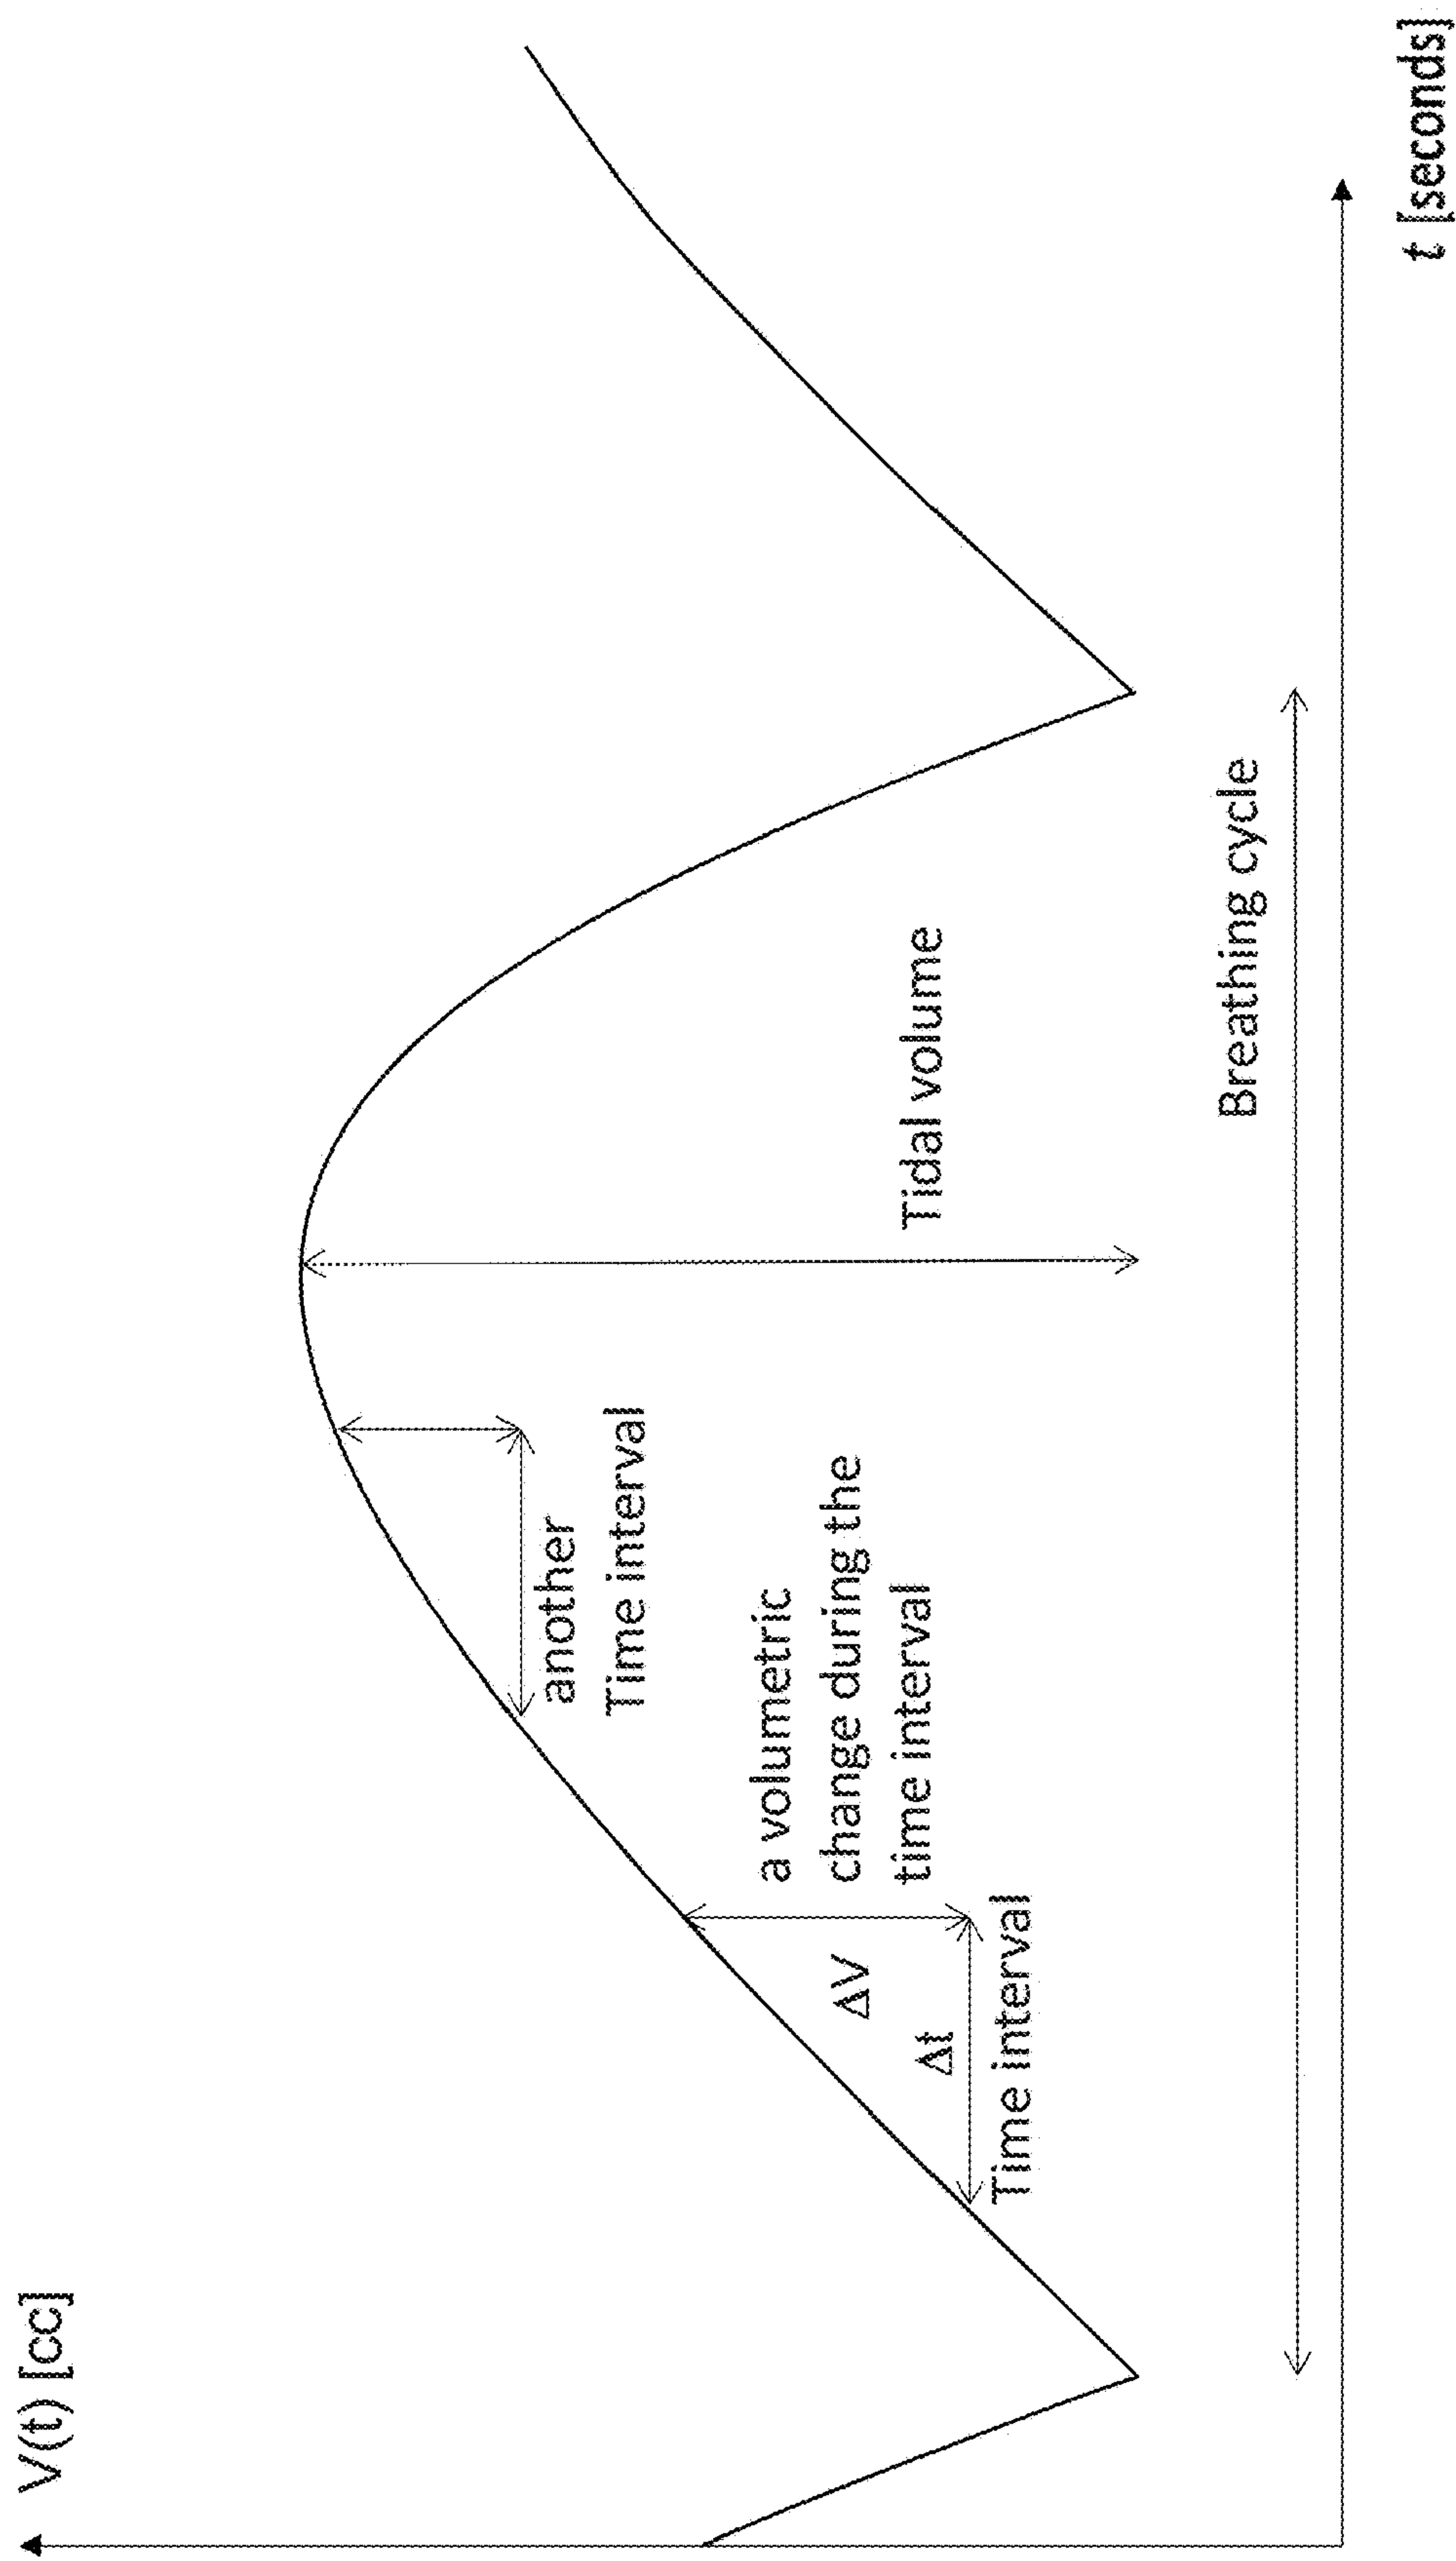 V(t) [cc]
another
Time interval
a volumetric
change during the
time interval
ΔV
Δt
Time interval
Tidal volume
Breathing cycle
t [seconds]